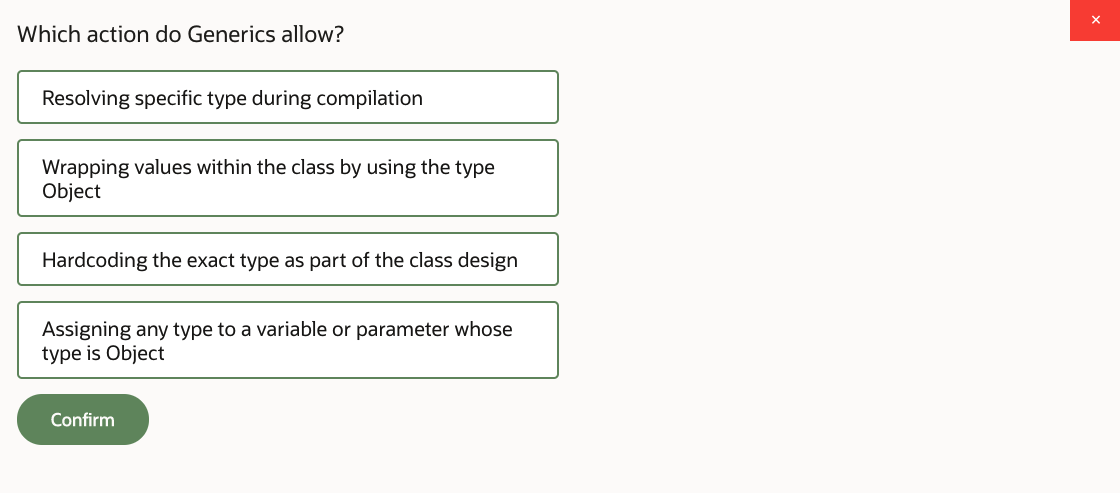 Which action do Generics allow?
×
Resolving specific type during compilation
Wrapping values within the class by using the type
Object
Hardcoding the exact type as part of the class design
Assigning any type to a variable or parameter whose
type is Object
Confirm